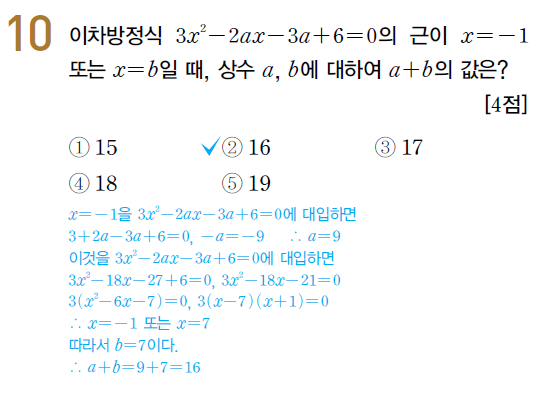 10 이차방정식 3x²-2ax-3a+6=0의 근이 x=-1
또는 x=b일 때, 상수 a, b에 대하여 a+b의 값은?
[4점]
① 15 ② 16 ③ 17
④ 18 ⑤ 19
x=-1을 3x²-2ax-3a+6=0에 대입하면
3+2a-3a+6=0, -a=-9 ∴ a=9
이것을 3x²-2ax-3a+6=0에 대입하면
3x²-18x-27+6=0, 3x²-18x-21=0
3(x²-6x-7)=0, 3(x-7)(x+1)=0
∴ x=-1 또는 x=7
따라서 b=7이다.
∴ a+b=9+7=16